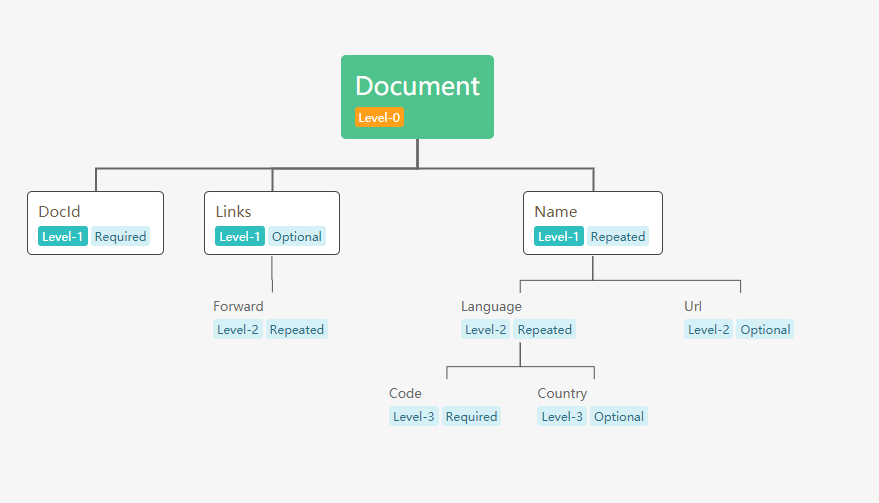 Document
Level-0
DocId
Level-1 Required
Links
Level-1 Optional
Name
Level-1 Repeated
Forward
Level-2 Repeated
Language
Level-2 Repeated
Url
Level-2 Optional
Code
Level-3 Required
Country
Level-3 Optional